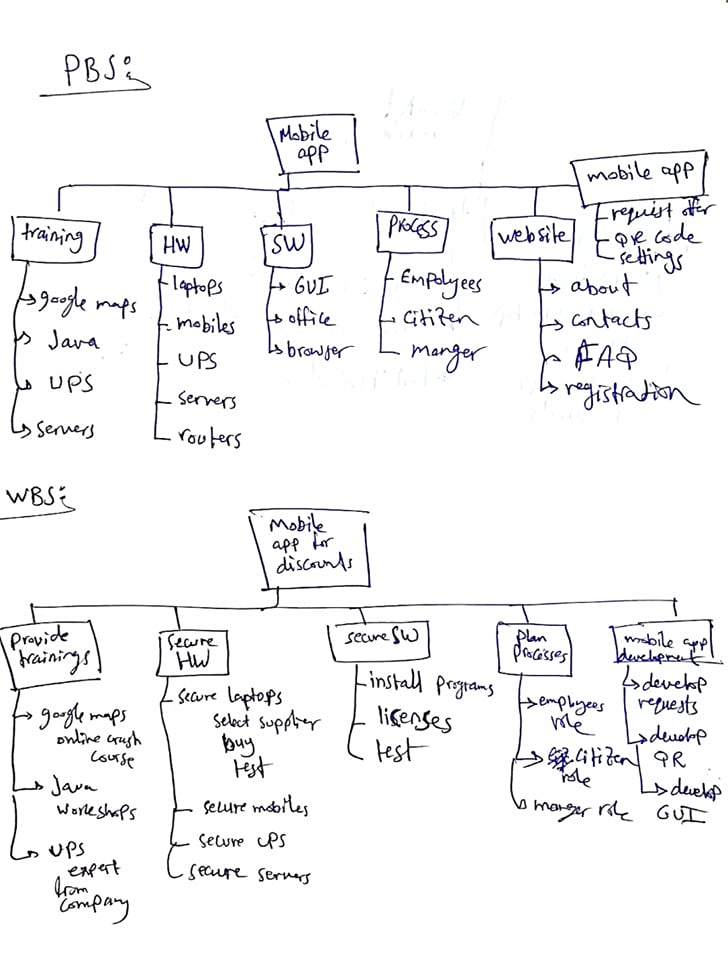 PBS:
Mobile
app
mobile app
requist offer
QR code
settings
training
google maps
Java
UPS
servers
HW
laptops
mobiles
UPS
servers
routers
SW
GUI
office
browser
PROCESS
Empolyees
citizen
manger
website
about
contacts
FAQ
registration
WBS:
Mobile
app for
discounts
provide
trainings
google maps
online crash
course
Java
workeshops
UPS
expert
from
company
secure
HW
secure laptops
select supplier
buy
test
secure mobiles
secure UPS
secure servers
secure SW
install programs
licenses
test
plan
processes
employees
role
citizen
role
manger role
mobile app
development
develop
requests
develop
QR
develop
GUI